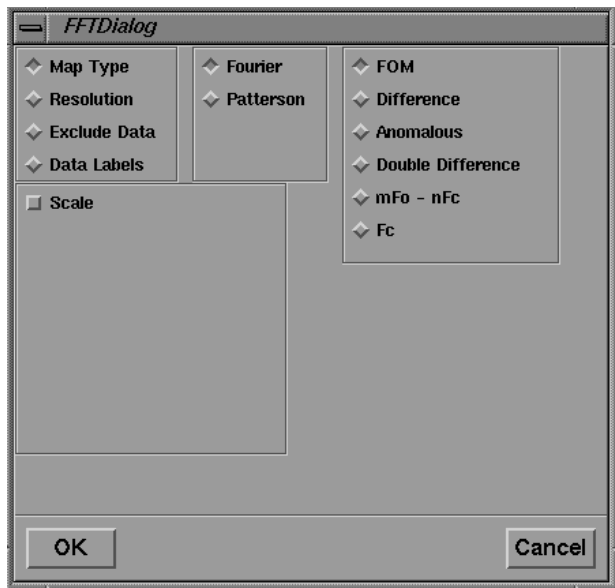 FFTDialog
Map Type
Resolution
Exclude Data
Data Labels
Fourier
Patterson
FOM
Difference
Anomalous
Double Difference
mFo - nFc
Fc
Scale
OK
Cancel